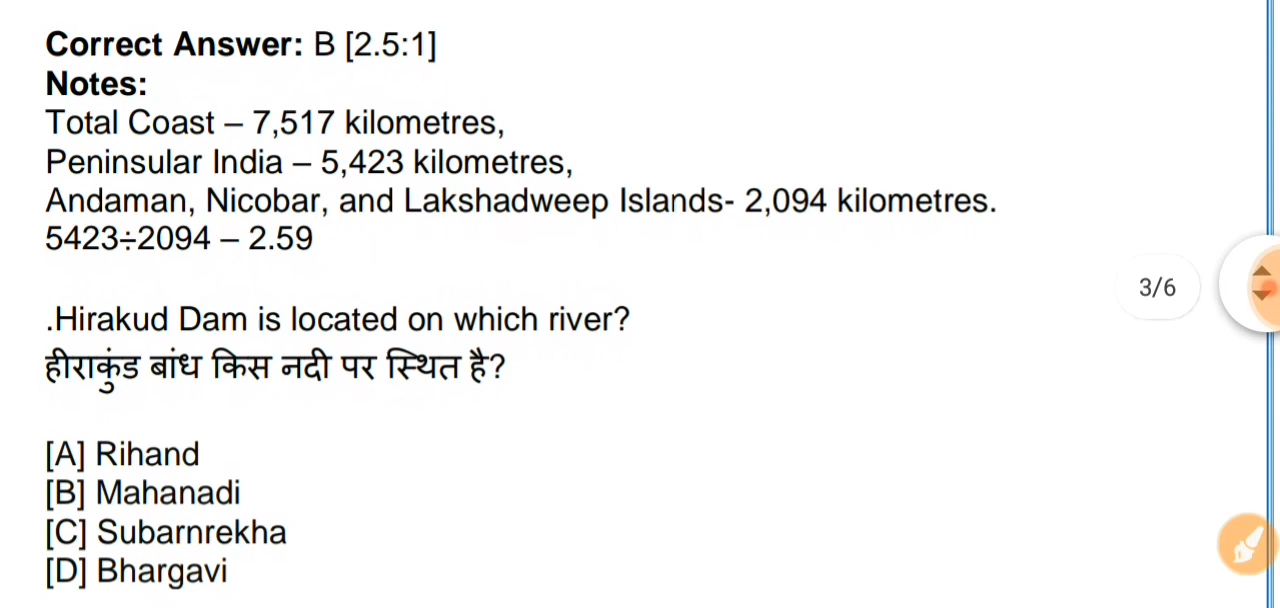 Correct Answer: B [2.5:1]
Notes:
Total Coast – 7,517 kilometres,
Peninsular India – 5,423 kilometres,
Andaman, Nicobar, and Lakshadweep Islands- 2,094 kilometres.
5423÷2094 – 2.59
3/6
.Hirakud Dam is located on which river?
हीराकुंड बांध किस नदी पर स्थित है?
[A] Rihand
[B] Mahanadi
[C] Subarnrekha
[D] Bhargavi